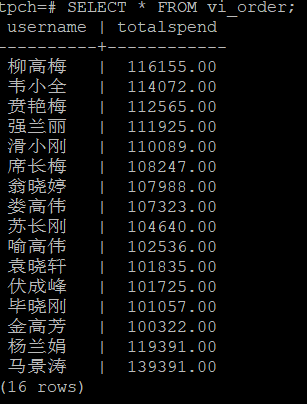 tpch=# SELECT * FROM vi_order;
username | totalspend
----------+------------
柳高梅 | 116155.00
韦小全 | 114072.00
贲艳梅 | 112565.00
强兰丽 | 111925.00
滑小刚 | 110089.00
席长梅 | 108247.00
翁晓婷 | 107988.00
娄高伟 | 107323.00
苏长刚 | 104640.00
喻高伟 | 102536.00
袁晓轩 | 101835.00
伏成峰 | 101725.00
毕晓刚 | 101057.00
金高芳 | 100322.00
杨兰娟 | 119391.00
马景涛 | 139391.00
(16 rows)